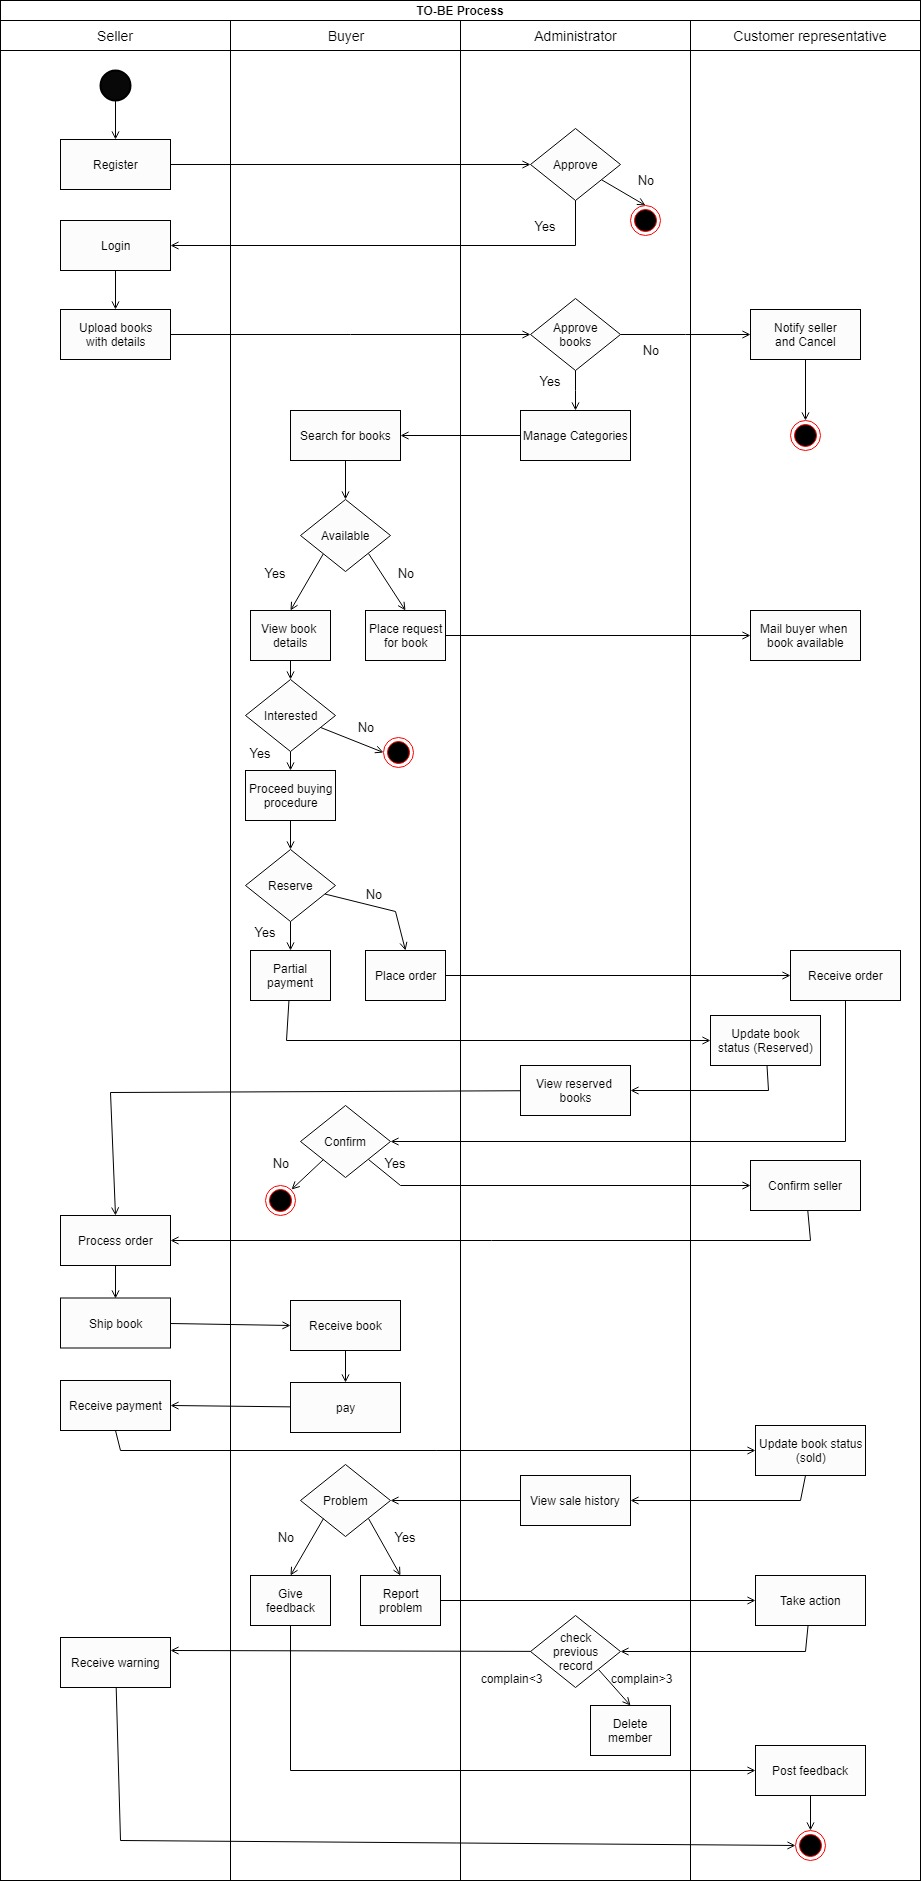 TO-BE Process
Seller
Buyer
Administrator
Customer representative
Register
Approve
No
Yes
Login
Upload books
with details
Approve
books
No
Notify seller
and Cancel
Yes
Search for books
Manage Categories
Available
Yes
No
View book
details
Place request
for book
Mail buyer when
book available
Interested
No
Yes
Proceed buying
procedure
Reserve
No
Yes
Partial
payment
Place order
Receive order
Update book
status (Reserved)
View reserved
books
Confirm
No
Yes
Confirm seller
Process order
Ship book
Receive book
Receive payment
pay
Update book status
(sold)
Problem
View sale history
No
Yes
Give
feedback
Report
problem
Take action
check
previous
record
Receive warning
complain<3
complain>3
Delete
member
Post feedback